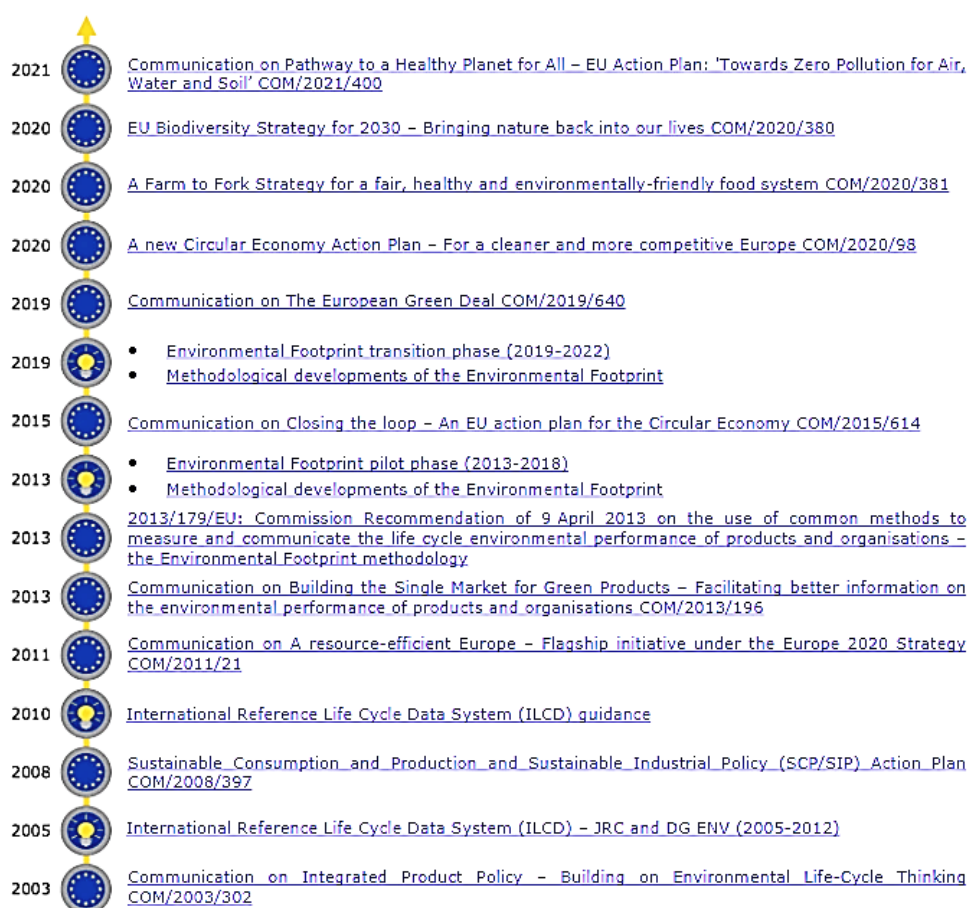 2021
Communication on Pathway to a Healthy Planet for All – EU Action Plan: 'Towards Zero Pollution for Air,
Water and Soil’ COM/2021/400
2020
EU Biodiversity Strategy for 2030 – Bringing nature back into our lives COM/2020/380
2020
A Farm to Fork Strategy for a fair, healthy and environmentally-friendly food system COM/2020/381
2020
A new Circular Economy Action Plan – For a cleaner and more competitive Europe COM/2020/98
2019
Communication on The European Green Deal COM/2019/640
2019
• Environmental Footprint transition phase (2019-2022)
• Methodological developments of the Environmental Footprint
2015
Communication on Closing the loop – An EU action plan for the Circular Economy COM/2015/614
2013
• Environmental Footprint pilot phase (2013-2018)
• Methodological developments of the Environmental Footprint
2013
2013/179/EU: Commission Recommendation of 9 April 2013 on the use of common methods to
measure and communicate the life cycle environmental performance of products and organisations –
the Environmental Footprint methodology
2013
Communication on Building the Single Market for Green Products – Facilitating better information on
the environmental performance of products and organisations COM/2013/196
2011
Communication on A resource-efficient Europe – Flagship initiative under the Europe 2020 Strategy
COM/2011/21
2010
International Reference Life Cycle Data System (ILCD) guidance
2008
Sustainable Consumption and Production and Sustainable Industrial Policy (SCP/SIP) Action Plan
COM/2008/397
2005
International Reference Life Cycle Data System (ILCD) – JRC and DG ENV (2005-2012)
2003
Communication on Integrated Product Policy – Building on Environmental Life-Cycle Thinking
COM/2003/302